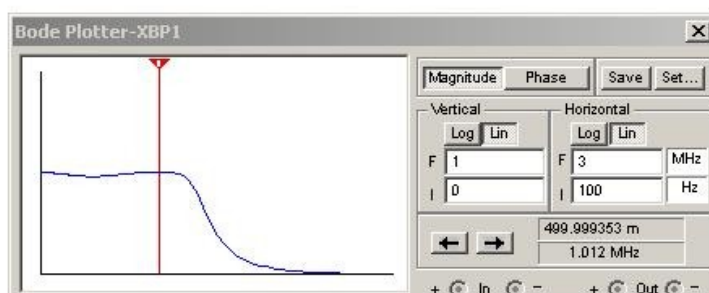 Bode Plotter-XBP1
Magnitude Phase Save Set...
Vertical Horizontal
Log Lin Log Lin
F 1 F 3 MHz
I 0 I 100 Hz
499.999353 m
1.012 MHz
+ In - + Out -